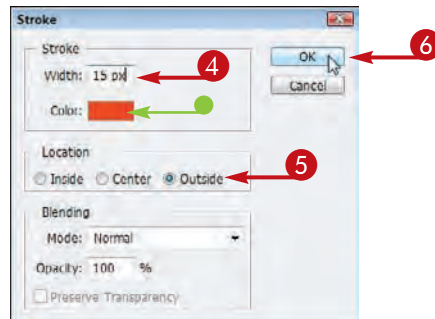 Stroke
Stroke
Width: 15 px
4
Color:
OK
6
Cancel
Location
Inside Center Outside
5
Blending
Mode: Normal
Opacity: 100 %
Preserve Transparency